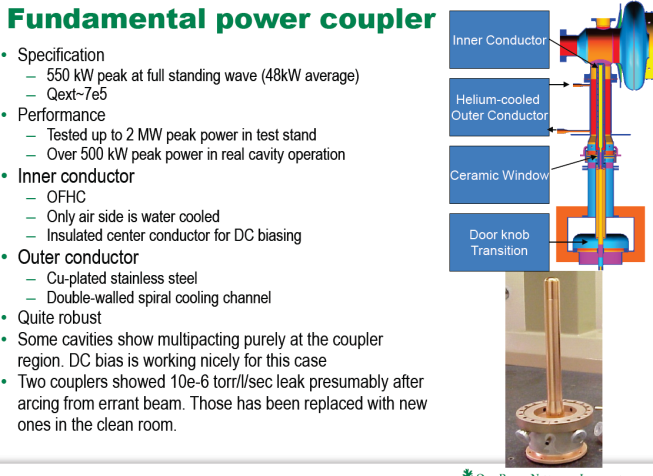 Fundamental power coupler
• Specification
– 550 kW peak at full standing wave (48kW average)
– Qext~7e5
• Performance
– Tested up to 2 MW peak power in test stand
– Over 500 kW peak power in real cavity operation
• Inner conductor
– OFHC
– Only air side is water cooled
– Insulated center conductor for DC biasing
• Outer conductor
– Cu-plated stainless steel
– Double-walled spiral cooling channel
• Quite robust
• Some cavities show multipacting purely at the coupler
region. DC bias is working nicely for this case
• Two couplers showed 10e-6 torr/l/sec leak presumably after
arcing from errant beam. Those has been replaced with new
ones in the clean room.
Inner Conductor
Helium-cooled
Outer Conductor
Ceramic Window
Door knob
Transition